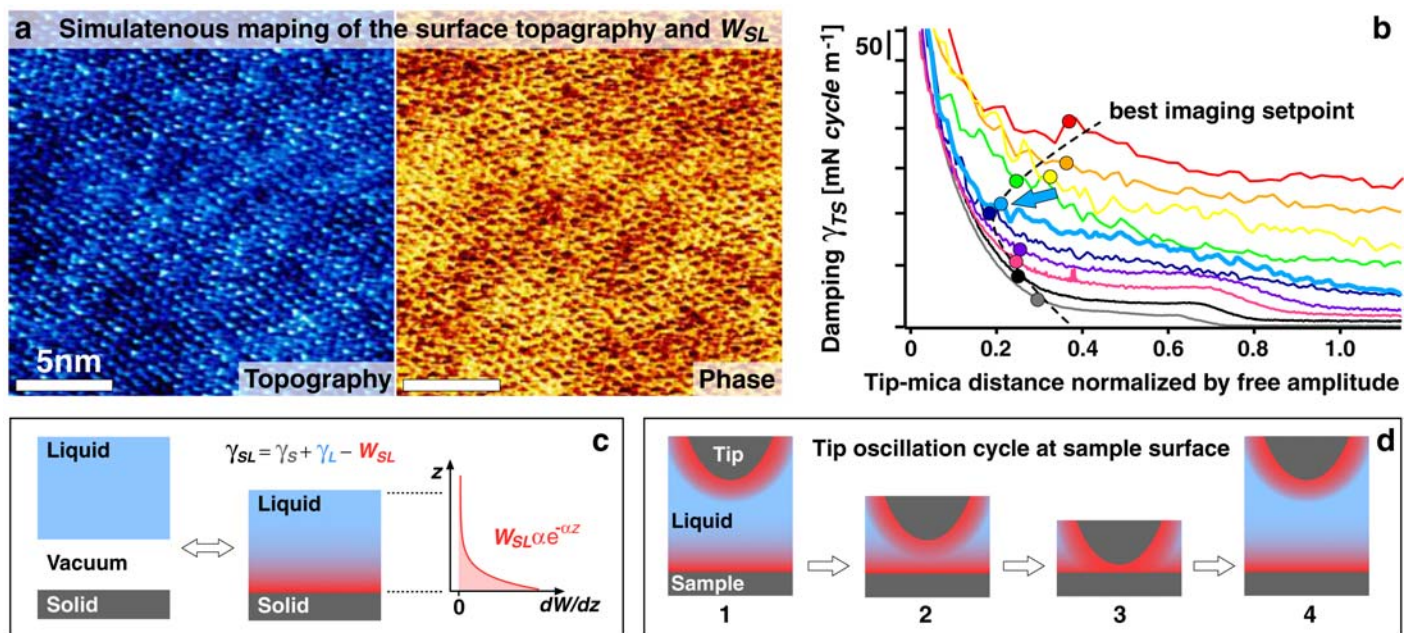 a Simulatenous maping of the surface topagraphy and W_SL
5nm
Topography
Phase
b
50
Damping γ_TS [mN cycle m⁻¹]
best imaging setpoint
0 0.2 0.4 0.6 0.8 1.0
Tip-mica distance normalized by free amplitude
c
Liquid
Vacuum
Solid
γ_SL = γ_S + γ_L – W_SL
Liquid
Solid
z
W_SL αe^-αz
0
dW/dz
d
Tip oscillation cycle at sample surface
Tip
Liquid
Sample
1 2 3 4